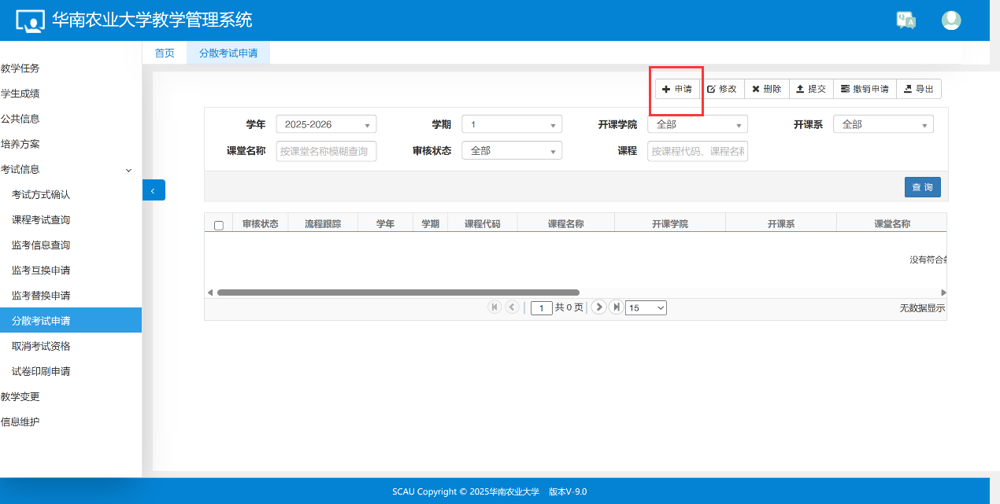 华南农业大学教学管理系统
首页 分散考试申请
教学任务
学生成绩
公共信息
培养方案
考试信息
考试方式确认
课程考试查询
监考信息查询
监考互换申请
监考替换申请
分散考试申请
取消考试资格
试卷印刷申请
教学变更
信息维护
申请 修改 删除 提交 撤销申请 导出
学年 2025-2026 学期 1 开课学院 全部 开课系 全部
课堂名称 按课堂名称模糊查询 审核状态 全部 课程 按课程代码、课程名称
查 询
审核状态 流程跟踪 学年 学期 课程代码 课程名称 开课学院 开课系 课堂名称
没有符合
1 共 0 页 15 无数据显示
SCAU Copyright © 2025华南农业大学 版本V-9.0